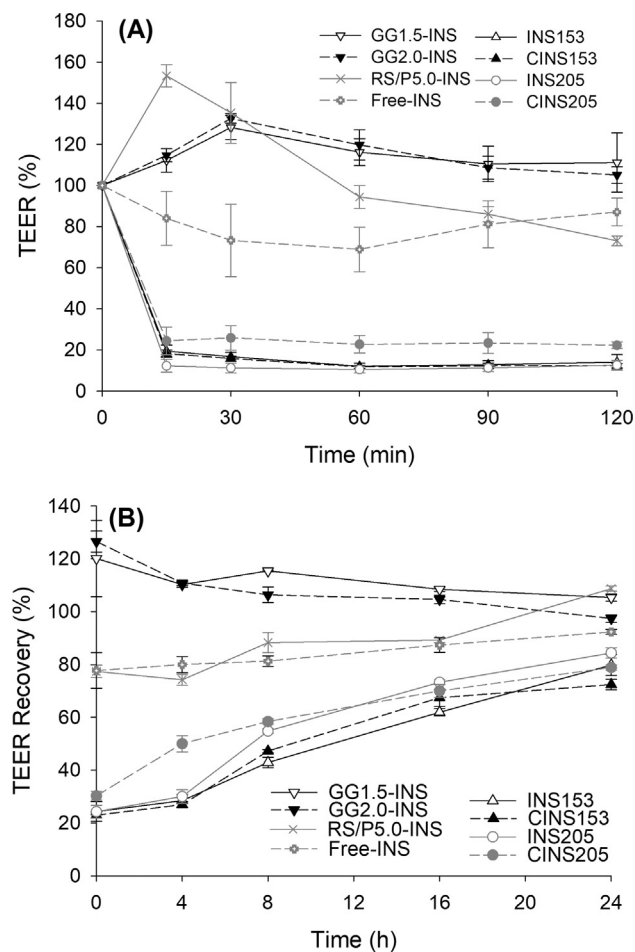 (A)
GG1.5-INS
GG2.0-INS
RS/P5.0-INS
Free-INS
INS153
CINS153
INS205
CINS205
TEER (%)
200
180
160
140
120
100
80
60
40
20
0
0 30 60 90 120
Time (min)
(B)
TEER Recovery (%)
140
120
100
80
60
40
20
0
GG1.5-INS
GG2.0-INS
RS/P5.0-INS
Free-INS
INS153
CINS153
INS205
CINS205
0 4 8 12 16 20 24
Time (h)